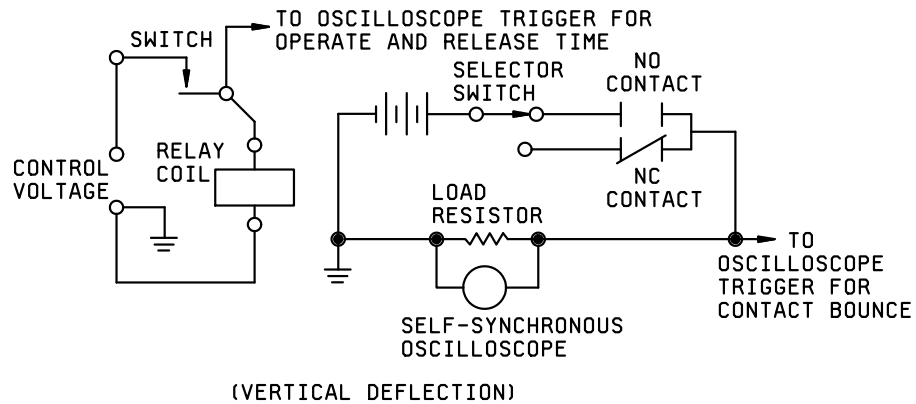 TO OSCILLOSCOPE TRIGGER FOR
OPERATE AND RELEASE TIME
SWITCH
CONTROL
VOLTAGE
RELAY
COIL
SELECTOR
SWITCH
NO
CONTACT
NC
CONTACT
LOAD
RESISTOR
TO
OSCILLOSCOPE
TRIGGER FOR
CONTACT BOUNCE
SELF-SYNCHRONOUS
OSCILLOSCOPE
(VERTICAL DEFLECTION)